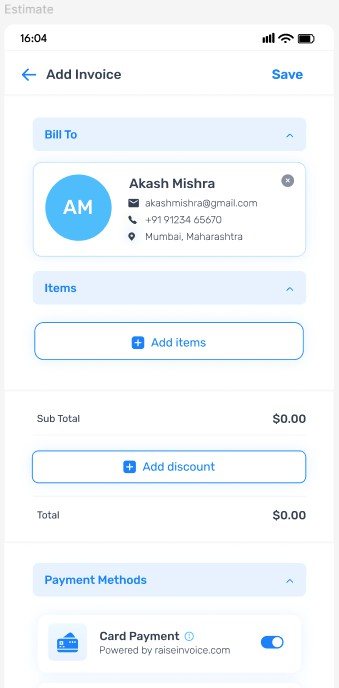 Estimate
16:04
Add Invoice
Save
Bill To
AM
Akash Mishra
akashmishra@gmail.com
+91 91234 65670
Mumbai, Maharashtra
Items
Add items
Sub Total
$0.00
Add discount
Total
$0.00
Payment Methods
Card Payment
Powered by raiseinvoice.com